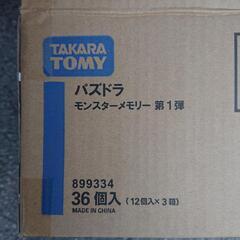 TAKARA
TOMY
パズドラ
モンスターメモリー 第1弾
899334
36個入 (12個入×3箱)
MADE IN CHINA